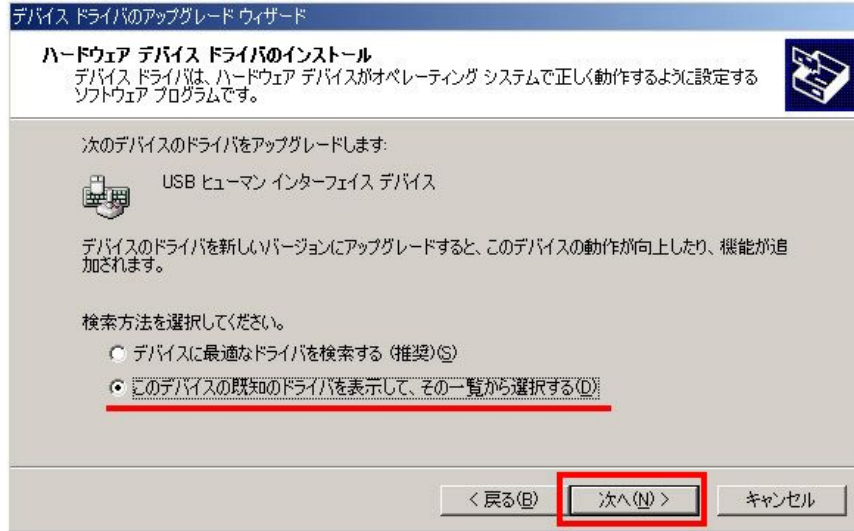 デバイス ドライバのアップグレード ウィザード
ハードウェア デバイス ドライバのインストール
デバイス ドライバは、ハードウェア デバイスがオペレーティング システムで正しく動作するように設定する
ソフトウェア プログラムです。
次のデバイスのドライバをアップグレードします:
USB ヒューマン インターフェイス デバイス
デバイスのドライバを新しいバージョンにアップグレードすると、このデバイスの動作が向上したり、機能が追
加されます。
検索方法を選択してください。
デバイスに最適なドライバを検索する (推奨)(S)
このデバイスの既知のドライバを表示して、その一覧から選択する(D)
< 戻る(B) 次へ(N) > キャンセル